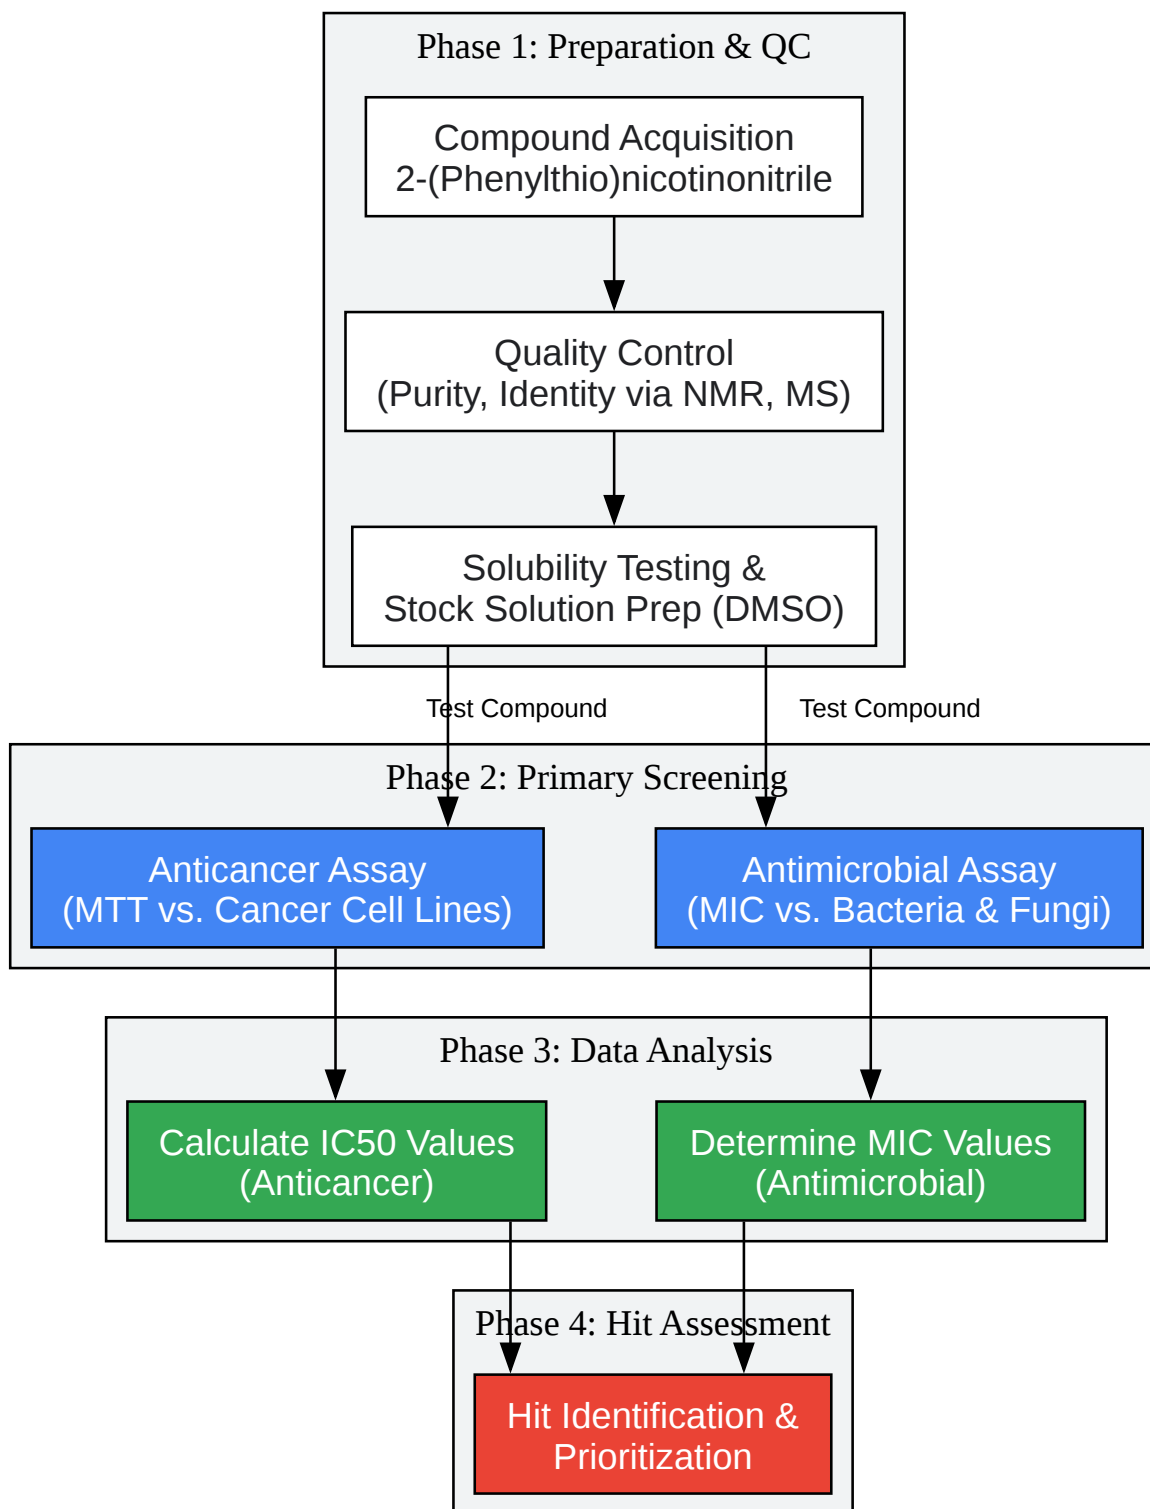 Phase 1: Preparation & QC
Compound Acquisition
2-(Phenylthio)nicotinonitrile
Quality Control
(Purity, Identity via NMR, MS)
Solubility Testing &
Stock Solution Prep (DMSO)
Test Compound
Test Compound
Phase 2: Primary Screening
Anticancer Assay
(MTT vs. Cancer Cell Lines)
Antimicrobial Assay
(MIC vs. Bacteria & Fungi)
Phase 3: Data Analysis
Calculate IC50 Values
(Anticancer)
Determine MIC Values
(Antimicrobial)
Phase 4: Hit Assessment
Hit Identification &
Prioritization